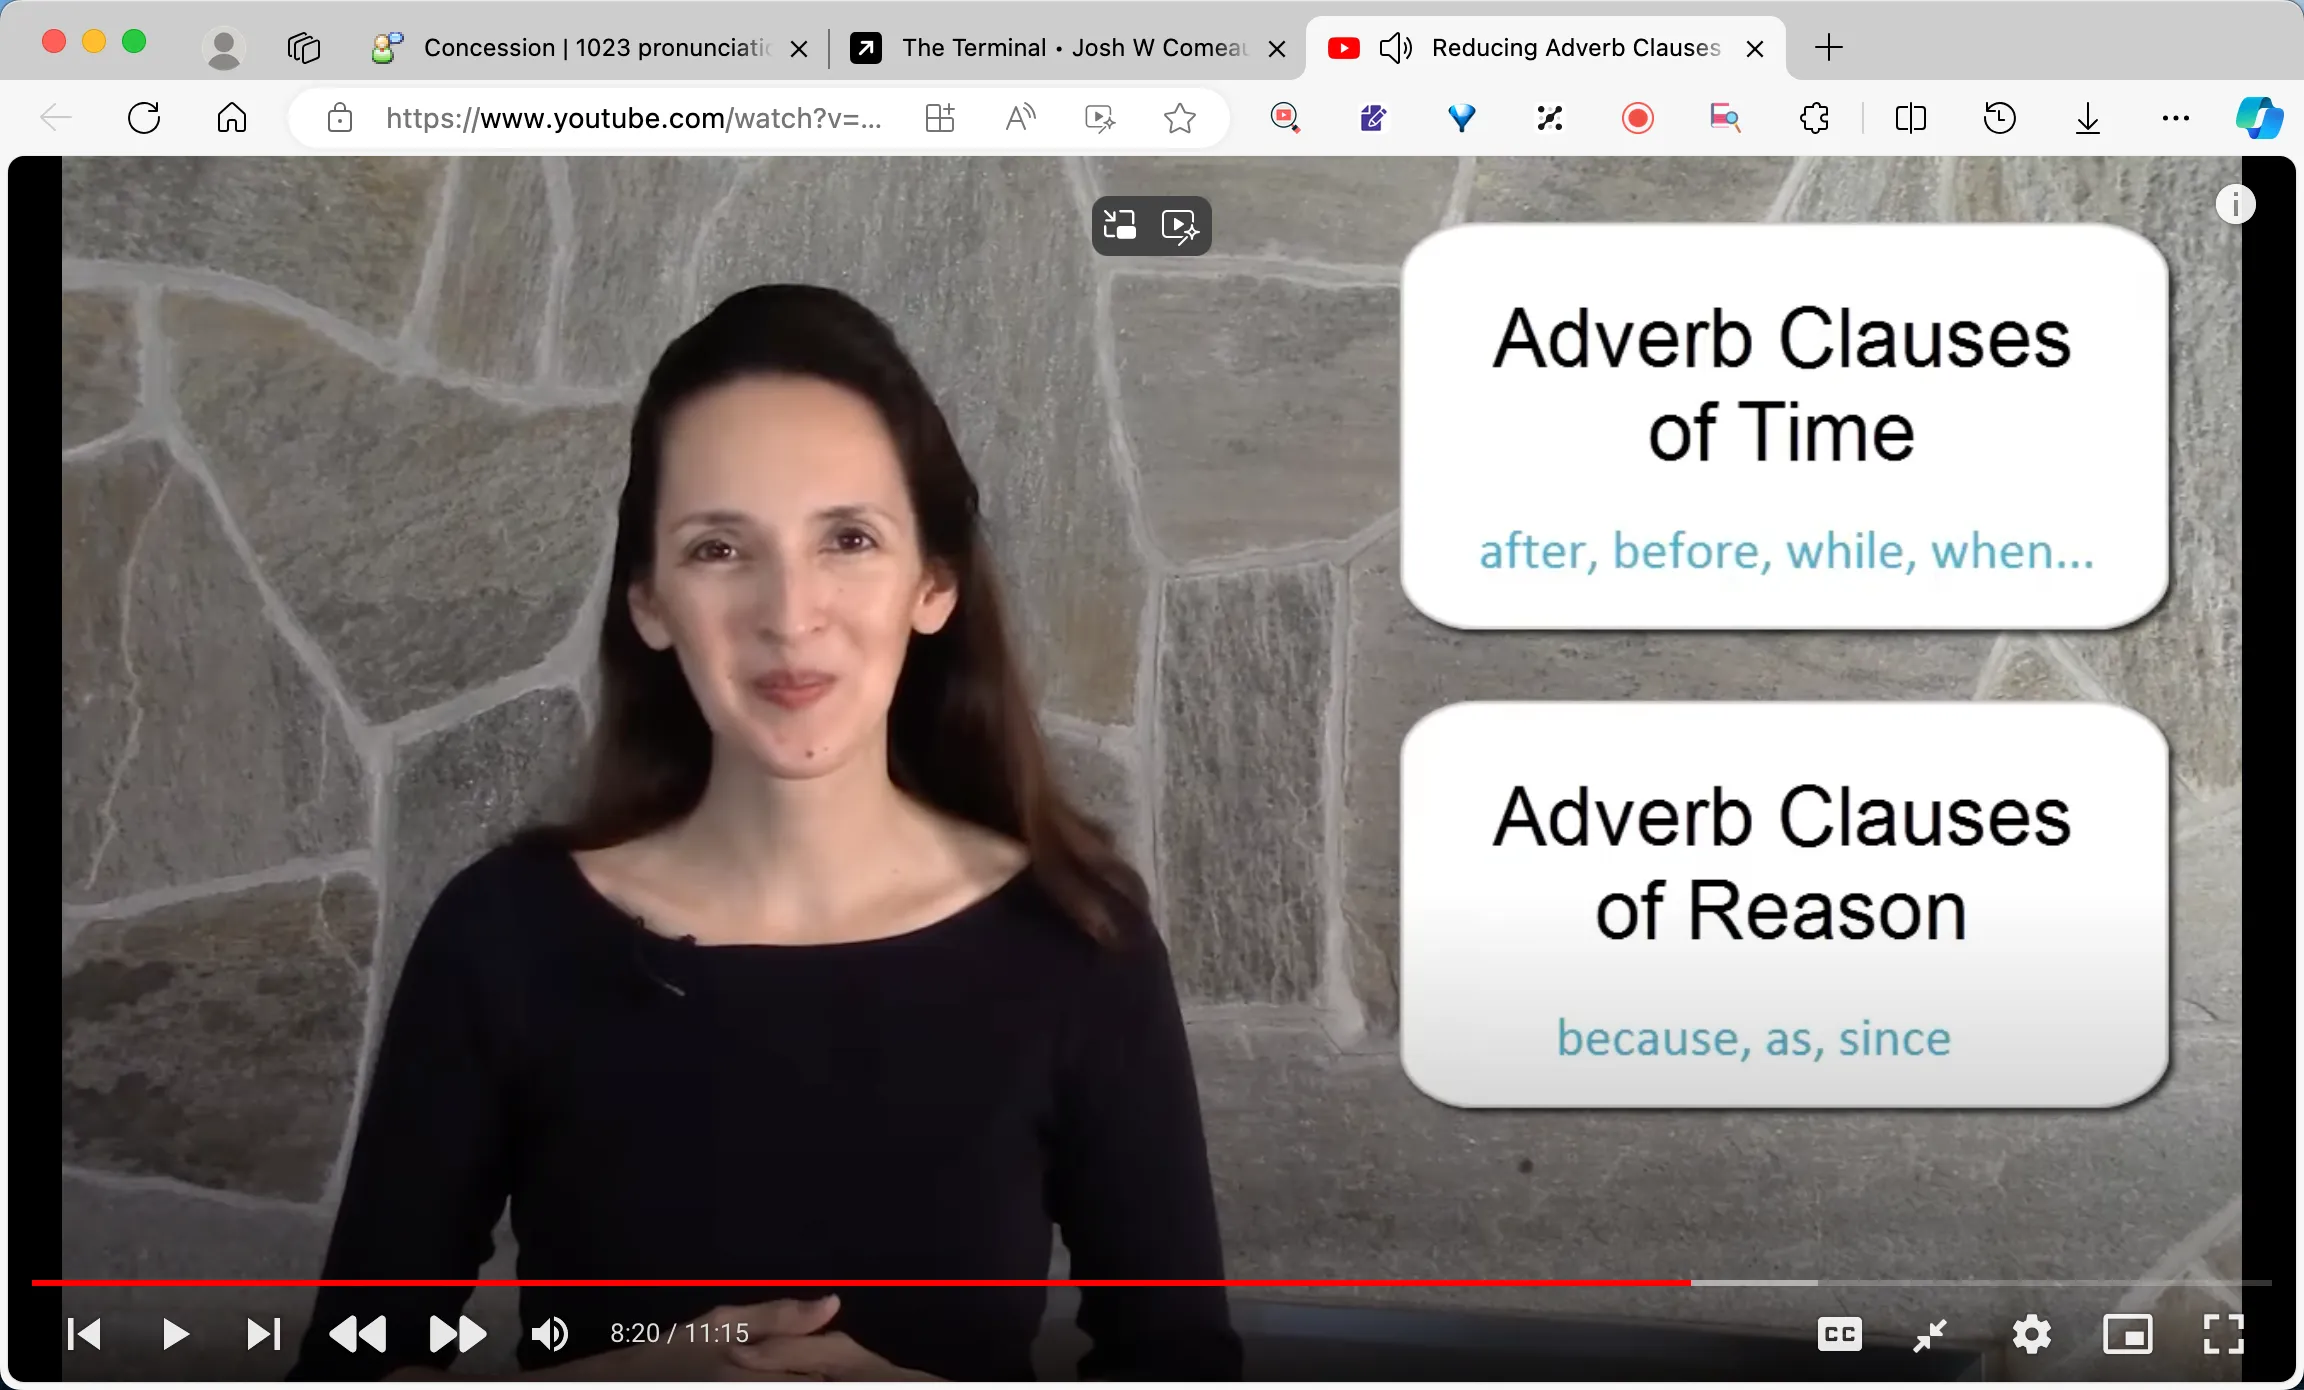 Concession | 1023 pronunciati
The Terminal • Josh W Comeau
Reducing Adverb Clauses
https://www.youtube.com/watch?v=...
Adverb Clauses
of Time
after, before, while, when...
Adverb Clauses
of Reason
because, as, since
8:20 / 11:15
CC